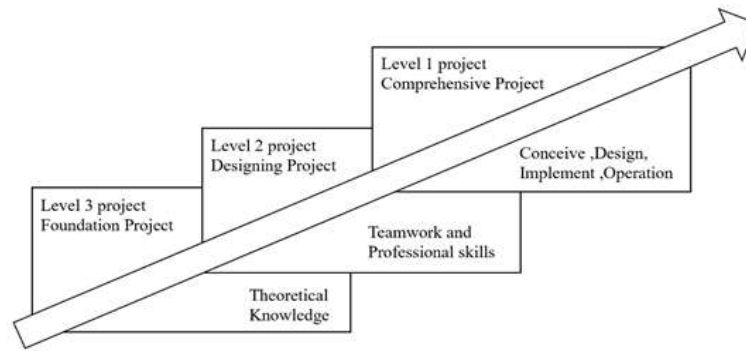 Level 1 project
Comprehensive Project
Conceive ,Design,
Implement ,Operation
Level 2 project
Designing Project
Teamwork and
Professional skills
Level 3 project
Foundation Project
Theoretical
Knowledge